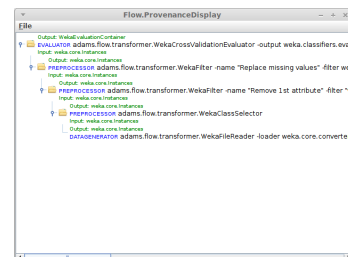 Flow.ProvenanceDisplay
File
Output: WekaEvaluationContainer
EVALUATOR adams.flow.transformer.WekaCrossValidationEvaluator -output weka.classifiers.eva
Input: weka.core.Instances
Output: weka.core.Instances
PREPROCESSOR adams.flow.transformer.WekaFilter -name "Replace missing values" -filter we
Input: weka.core.Instances
Output: weka.core.Instances
PREPROCESSOR adams.flow.transformer.WekaFilter -name "Remove 1st attribute" -filter "
Input: weka.core.Instances
Output: weka.core.Instances
PREPROCESSOR adams.flow.transformer.WekaClassSelector
Input: weka.core.Instances
Output: weka.core.Instances
DATAGENERATOR adams.flow.transformer.WekaFileReader -loader weka.core.converte